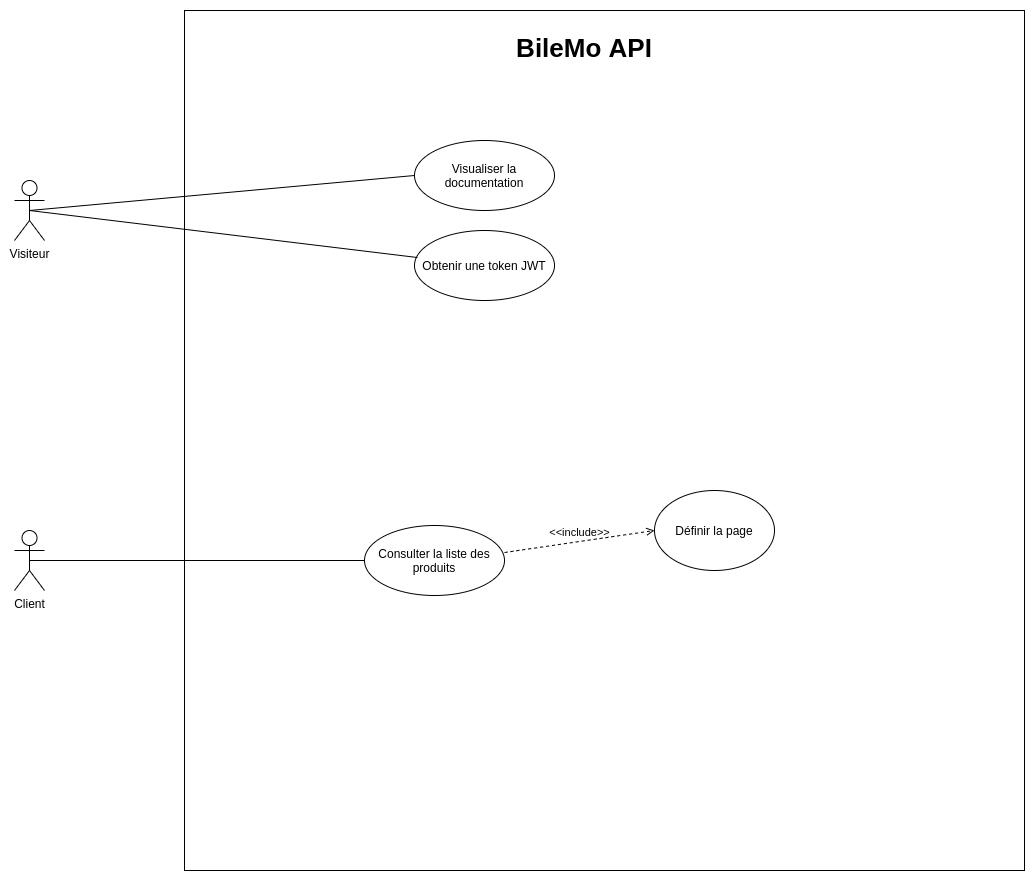 BileMo API
Visualiser la
documentation
Visiteur
Obtenir une token JWT
<<include>>
Définir la page
Consulter la liste des
produits
Client